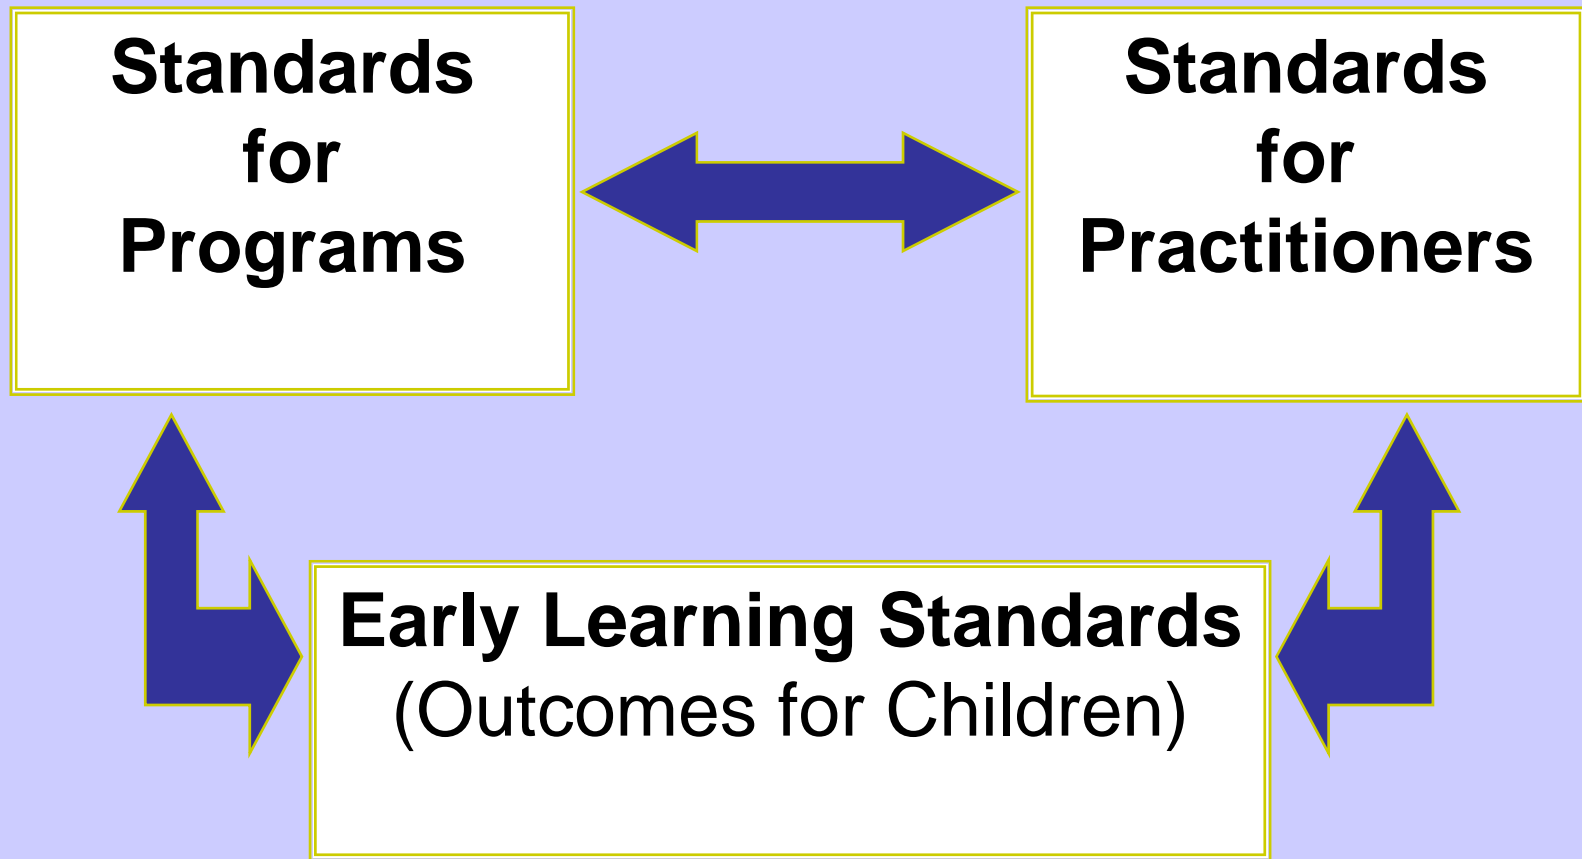 Standards
for
Programs
Standards
for
Practitioners
Early Learning Standards
(Outcomes for Children)